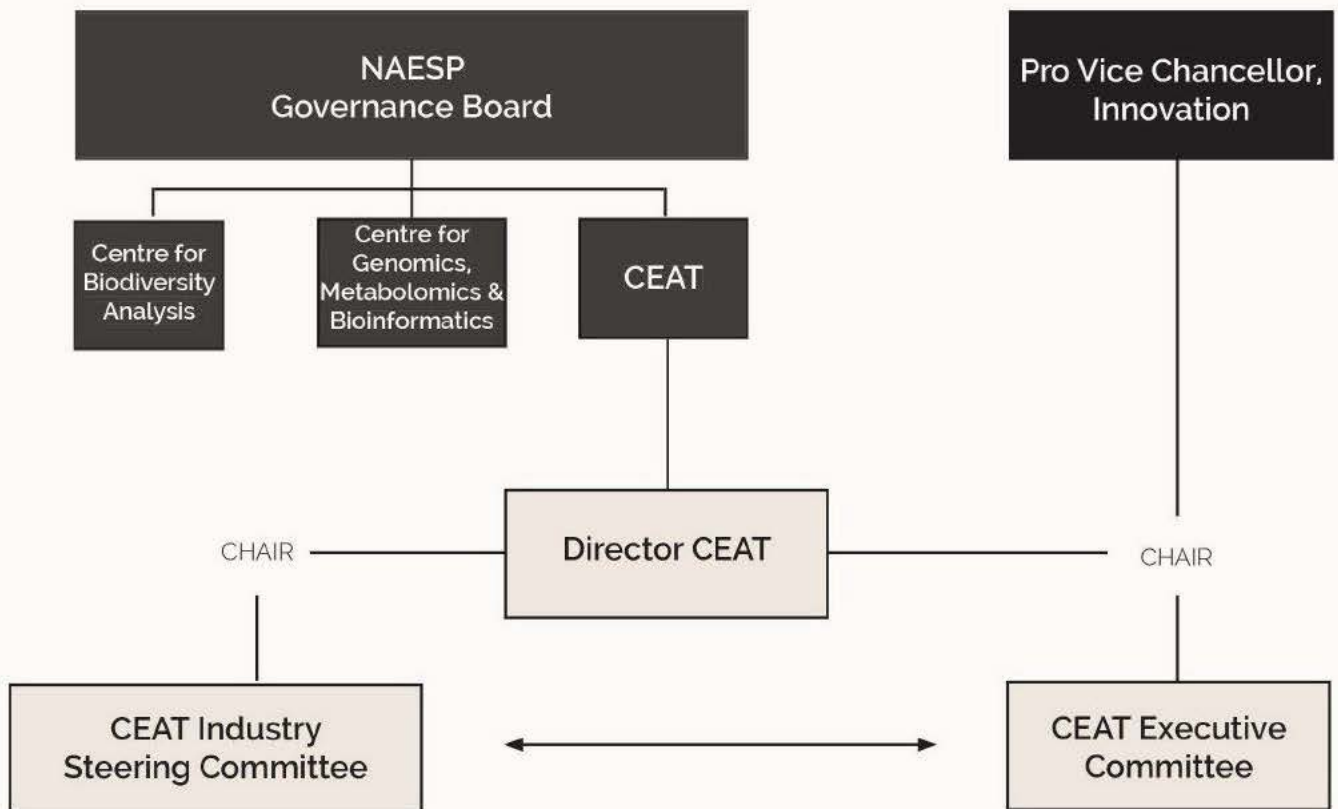 NAESP
Governance Board
Pro Vice Chancellor,
Innovation
Centre for
Biodiversity
Analysis
Centre for
Genomics,
Metabolomics &
Bioinformatics
CEAT
CHAIR
Director CEAT
CHAIR
CEAT Industry
Steering Committee
CEAT Executive
Committee